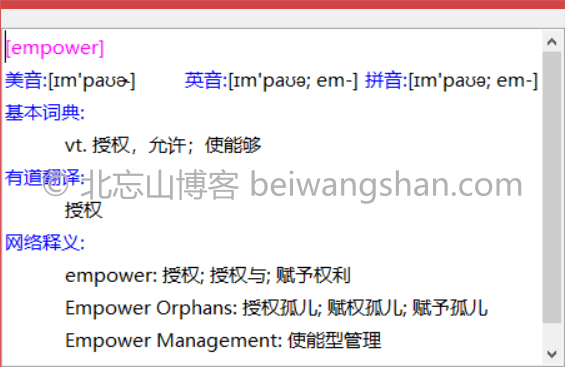 [empower]
美音:[ɪm'paʊɚ] 英音:[ɪm'paʊə; em-] 拼音:[ɪm'paʊə; em-]
基本词典:
vt. 授权，允许；使能够
有道翻译:
© 北忘山博客 beiwangshan.com
授权
网络释义:
empower: 授权; 授权与; 赋予权利
Empower Orphans: 授权孤儿; 赋权孤儿; 赋予孤儿
Empower Management: 使能型管理